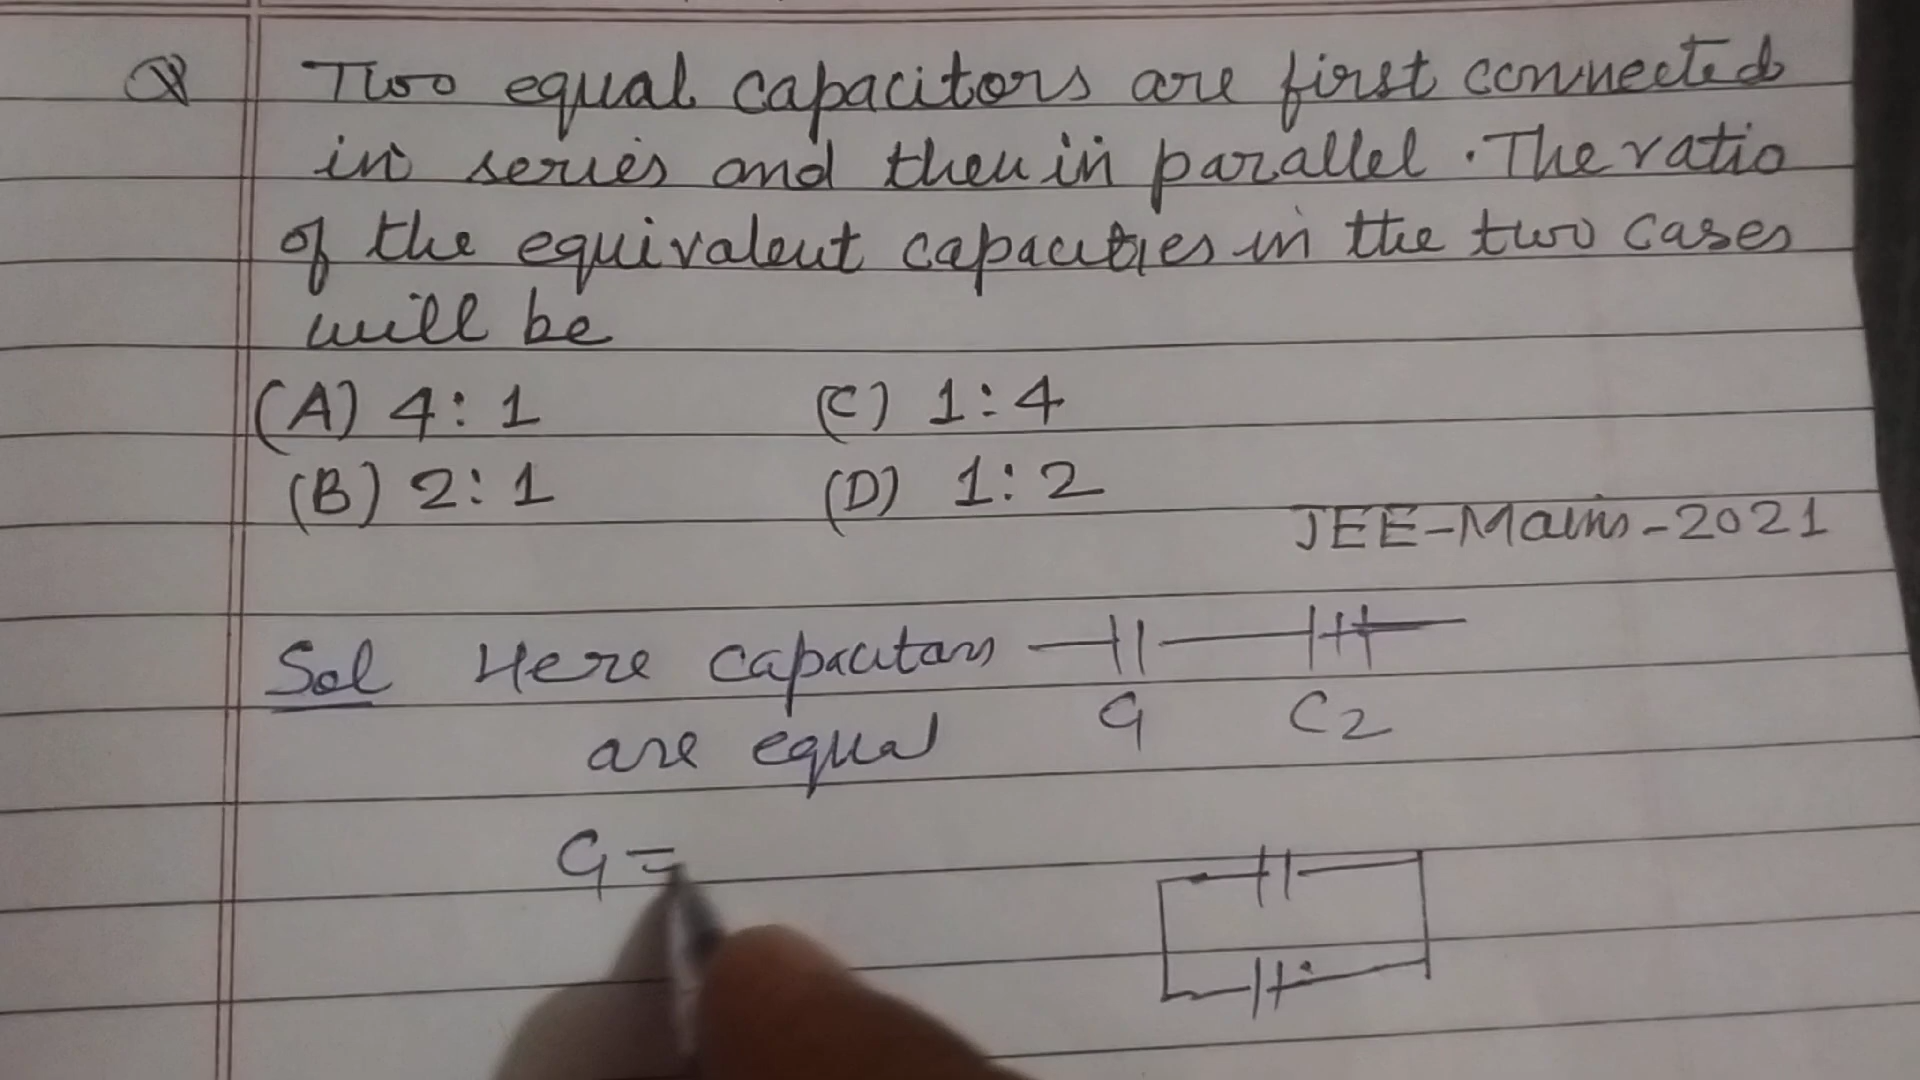 Q Two equal capacitors are first connected
in series and then in parallel. The ratio
of the equivalent capacities in the two cases
will be
(A) 4:1 (C) 1:4
(B) 2:1 (D) 1:2
JEE-Mains-2021
Sol Here capacitors
are equal C1 C2
C1 =